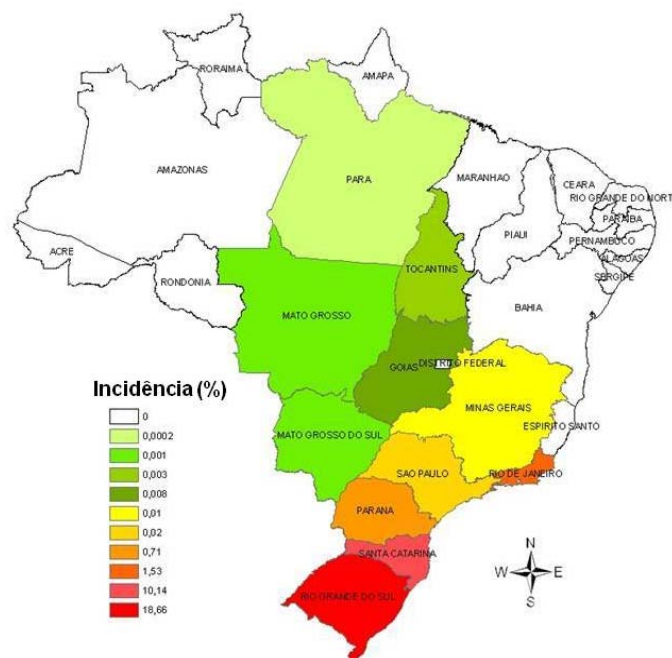 RORAIMA
AMAPA
AMAZONAS
PARA
MARANHAO
CEARA
RIO GRANDE DO NORT
PARAIBA
PIAUI
PERNAMBUCO
ACRE
ALAGOAS
SERGIPE
TOCANTINS
RONDONIA
BAHIA
MATO GROSSO
DISTRITO FEDERAL
GOIAS
Incidência (%)
0
0,0002
0,001
0,003
0,008
0,01
0,02
0,71
1,53
10,14
18,66
MINAS GERAIS
ESPIRITO SANTO
MATO GROSSO DO SUL
SAO PAULO
RIO DE JANEIRO
PARANA
SANTA CATARINA
RIO GRANDE DO SUL
N
W E
S